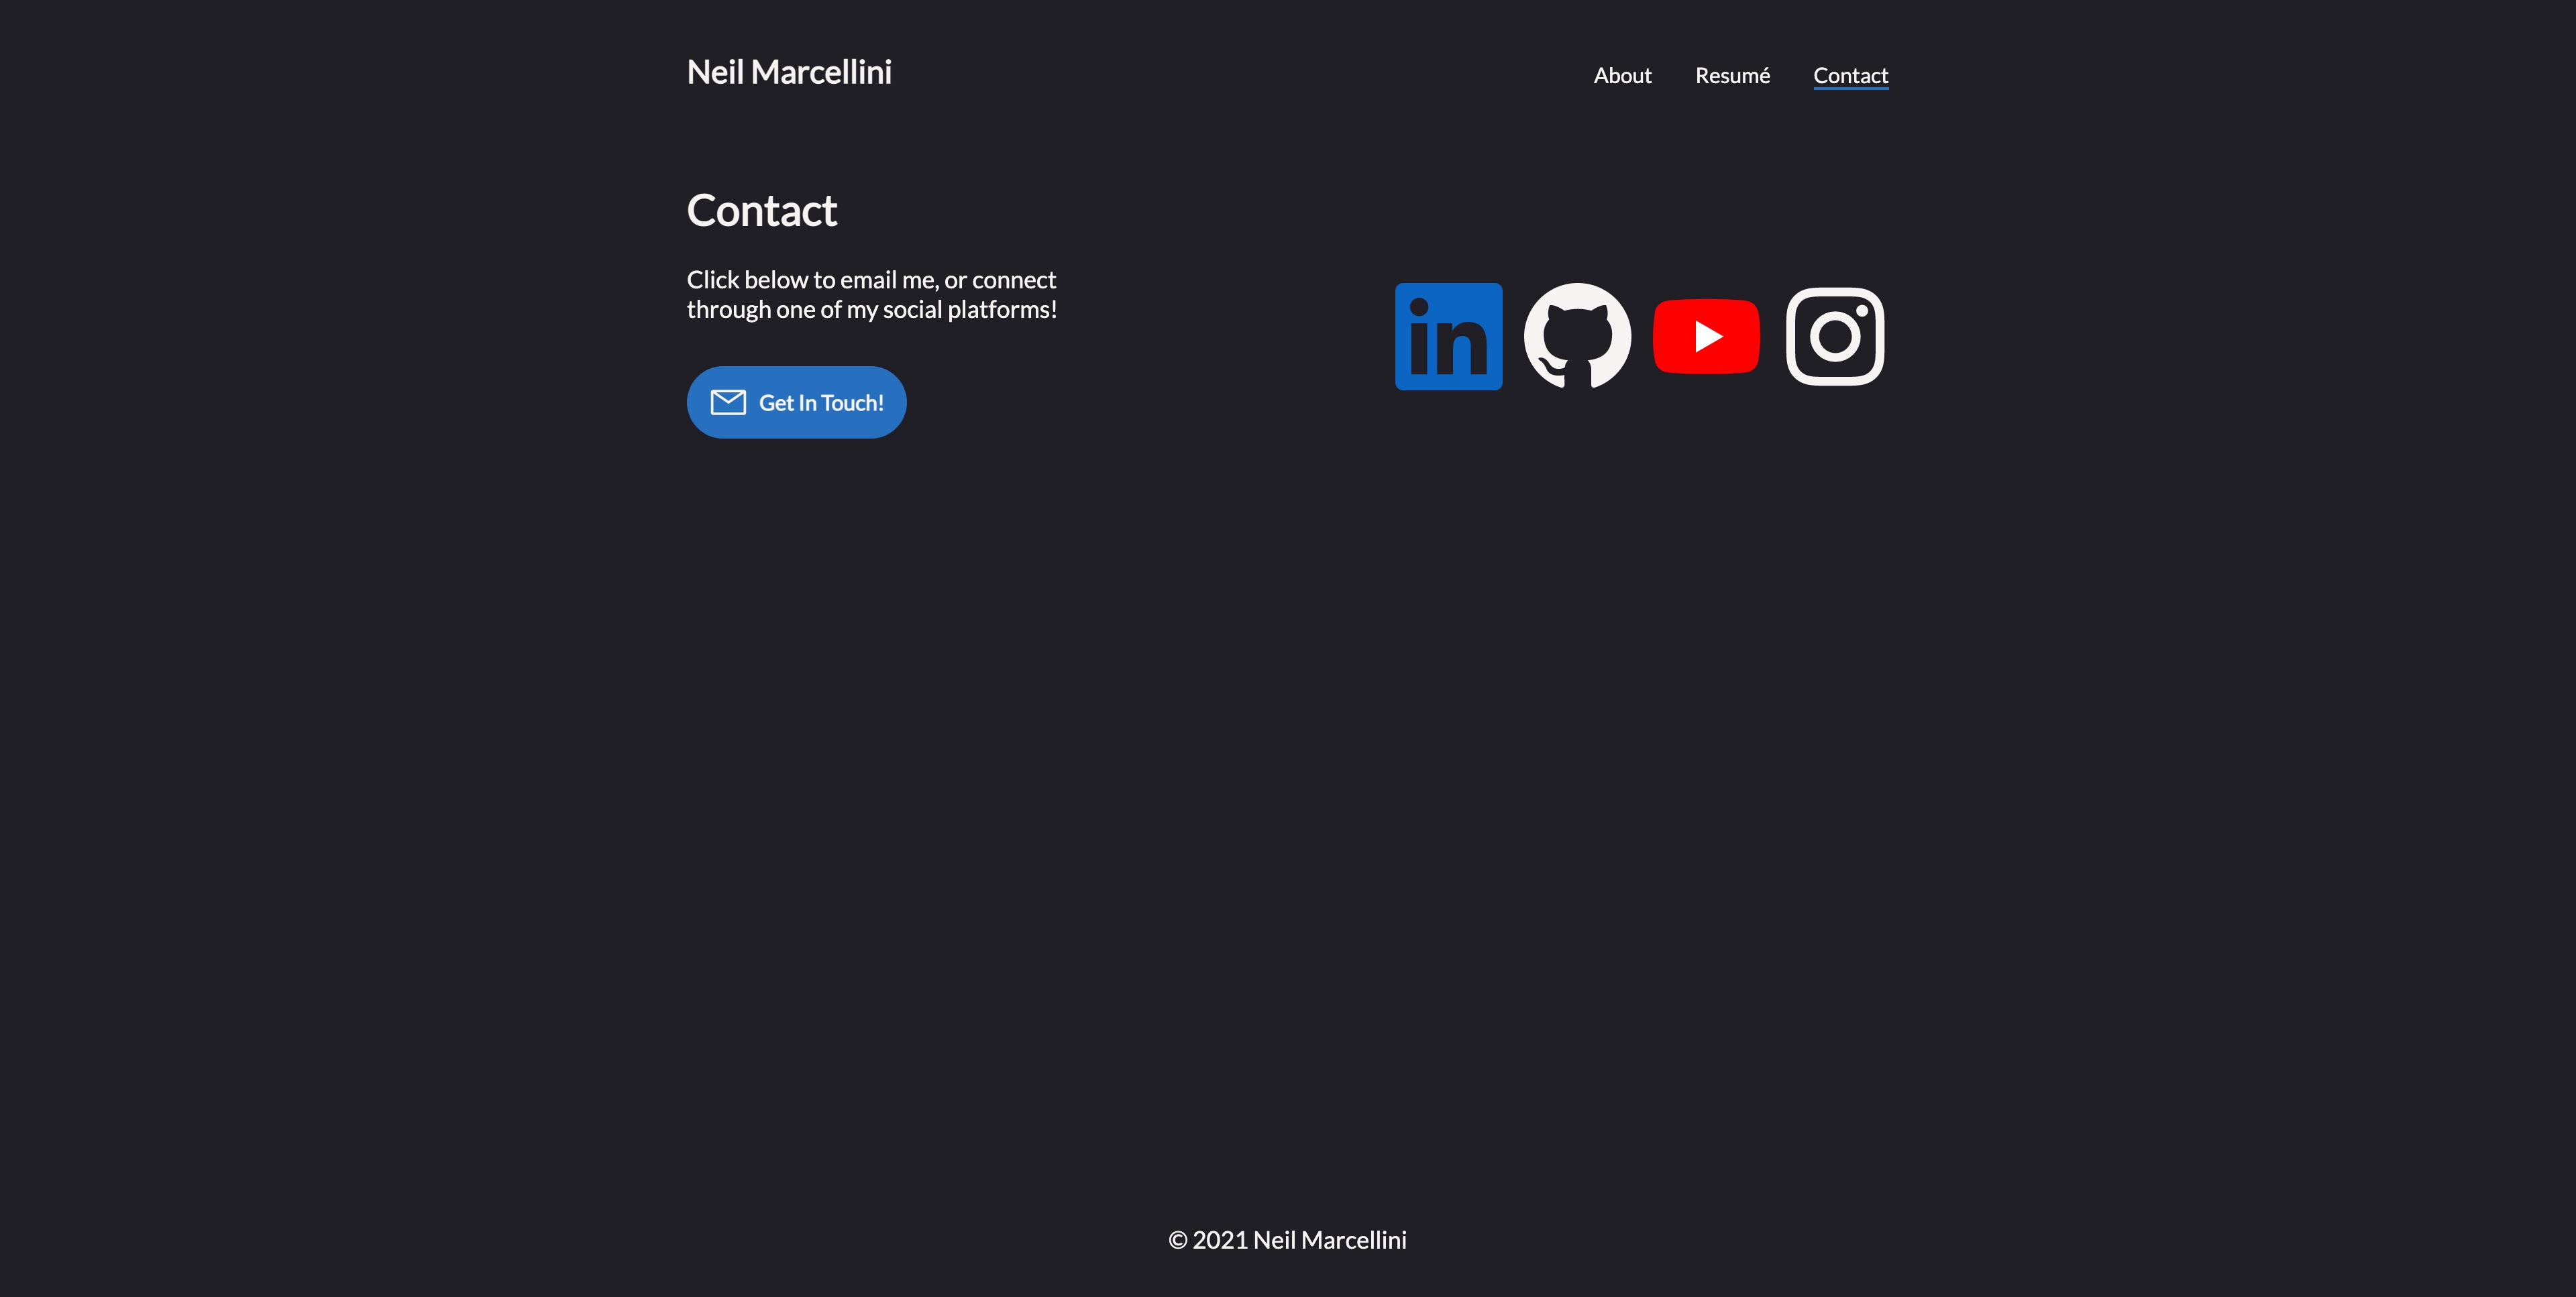 Neil Marcellini
About
Resumé
Contact
Contact
Click below to email me, or connect
through one of my social platforms!
in
Get In Touch!
© 2021 Neil Marcellini